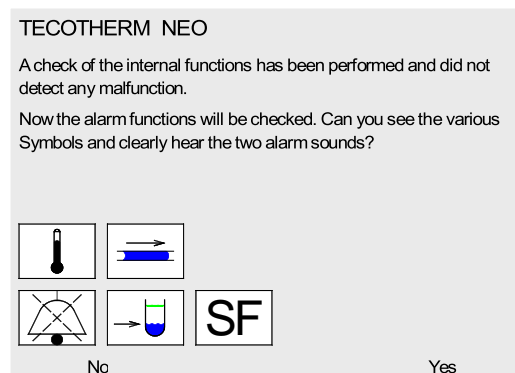 TECOTHERM NEO
A check of the internal functions has been performed and did not
detect any malfunction.
Now the alarm functions will be checked. Can you see the various
Symbols and clearly hear the two alarm sounds?
SF
No
Yes